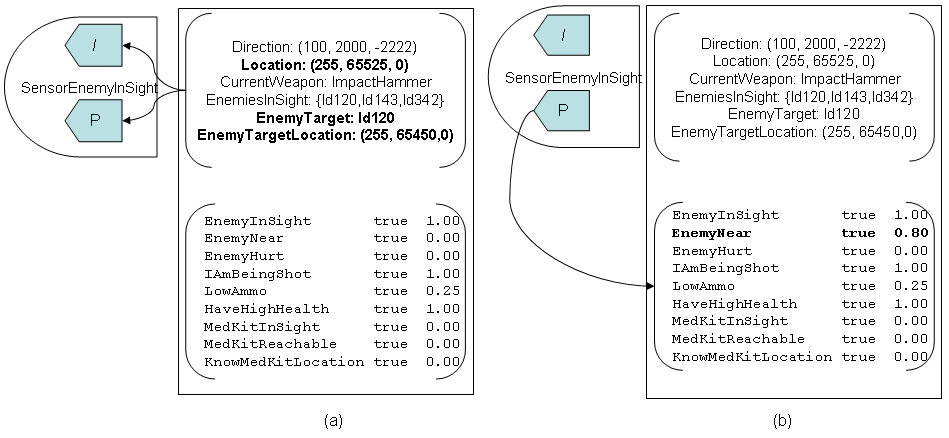 I
SensorEnemyInSight
P
Direction: (100, 2000, -2222)
Location: (255, 65525, 0)
CurrentWeapon: ImpactHammer
EnemiesInSight: {Id120,Id143,Id342}
EnemyTarget: Id120
EnemyTargetLocation: (255, 65450,0)
EnemyInSight true 1.00
EnemyNear true 0.00
EnemyHurt true 0.00
IAmBeingShot true 1.00
LowAmmo true 0.25
HaveHighHealth true 1.00
MedKitInSight true 0.00
MedKitReachable true 0.00
KnowMedKitLocation true 0.00
(a)
I
SensorEnemyInSight
P
Direction: (100, 2000, -2222)
Location: (255, 65525, 0)
CurrentWeapon: ImpactHammer
EnemiesInSight: {Id120,Id143,Id342}
EnemyTarget: Id120
EnemyTargetLocation: (255, 65450,0)
EnemyInSight true 1.00
EnemyNear true 0.80
EnemyHurt true 0.00
IAmBeingShot true 1.00
LowAmmo true 0.25
HaveHighHealth true 1.00
MedKitInSight true 0.00
MedKitReachable true 0.00
KnowMedKitLocation true 0.00
(b)